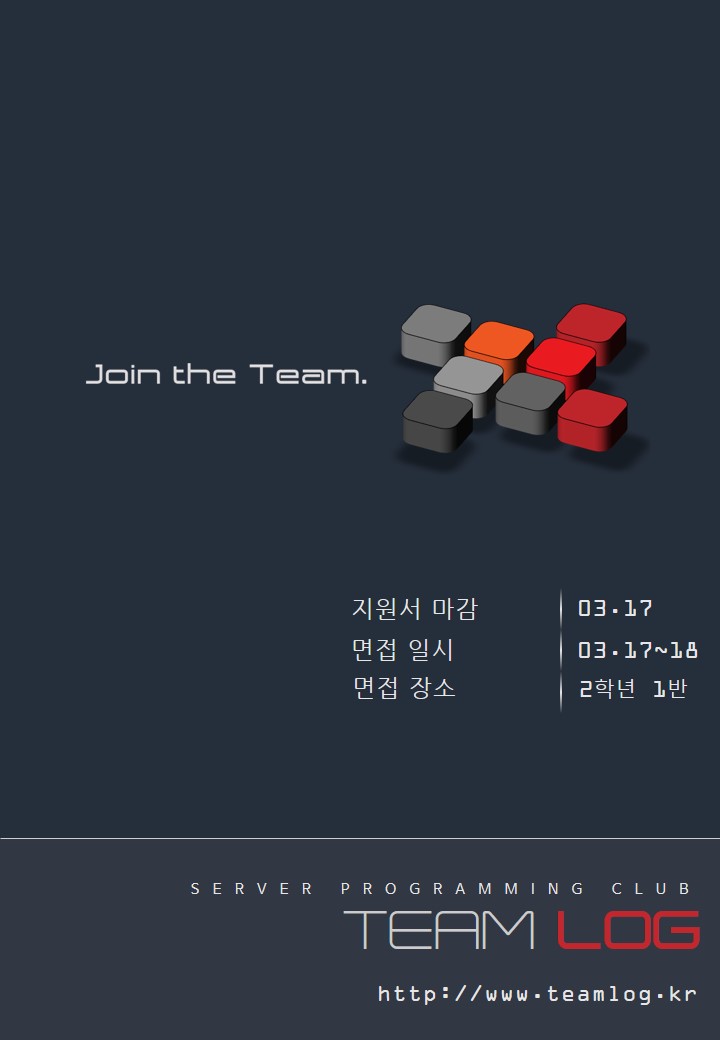 Join the Team.
지원서 마감 03.17
면접 일시 03.17~18
면접 장소 2학년 1반
SERVER PROGRAMMING CLUB
TEAM LOG
http://www.teamlog.kr